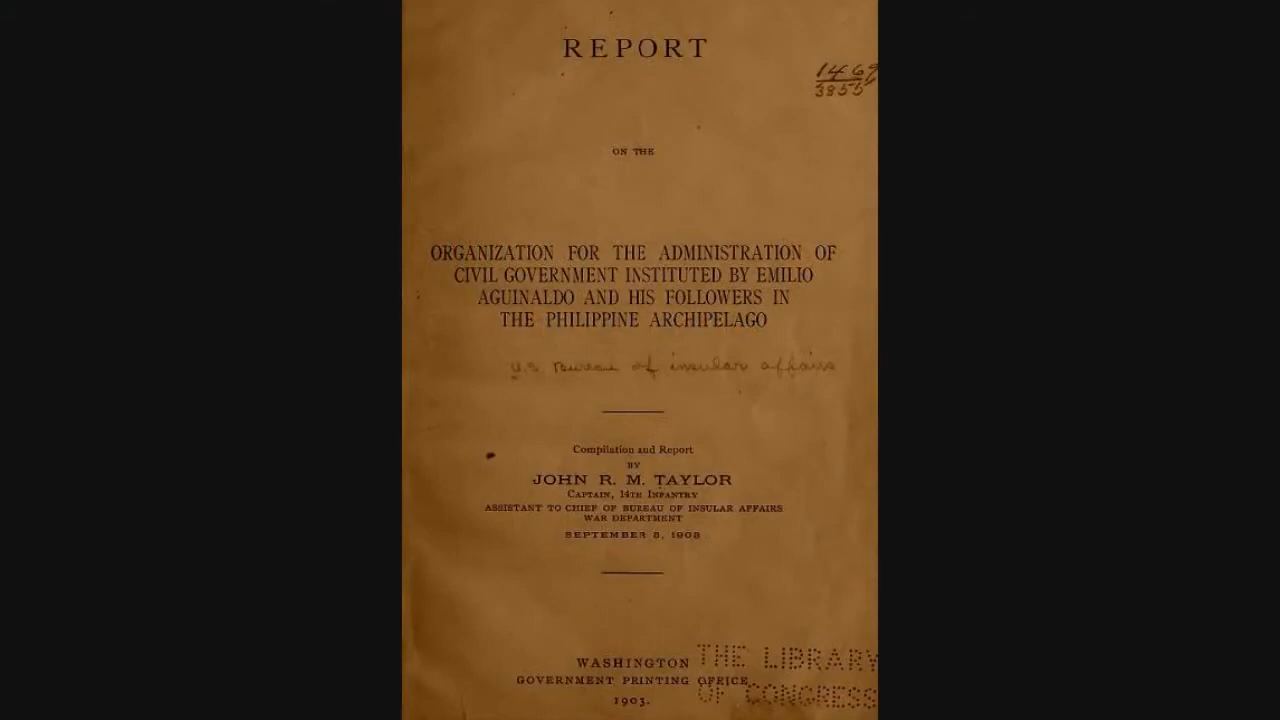 REPORT
1469
3855
ON THE
ORGANIZATION FOR THE ADMINISTRATION OF
CIVIL GOVERNMENT INSTITUTED BY EMILIO
AGUINALDO AND HIS FOLLOWERS IN
THE PHILIPPINE ARCHIPELAGO
U.S. Bureau of insular affairs
Compilation and Report
BY
JOHN R. M. TAYLOR
CAPTAIN, 14TH INFANTRY
ASSISTANT TO CHIEF OF BUREAU OF INSULAR AFFAIRS
WAR DEPARTMENT
SEPTEMBER 3, 1903
WASHINGTON
GOVERNMENT PRINTING OFFICE
1903.
THE LIBRARY
OF CONGRESS